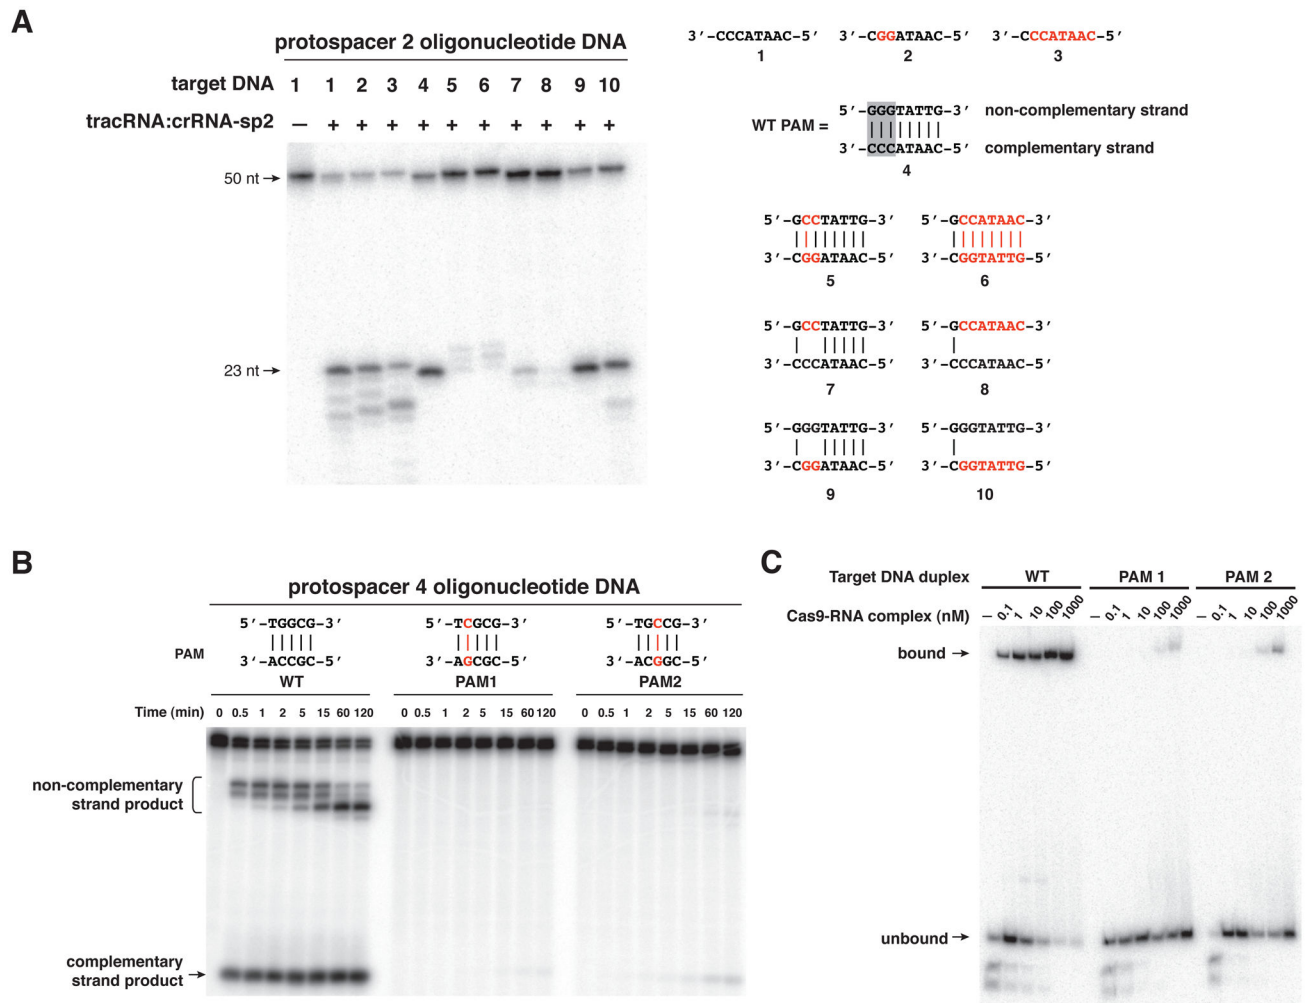 A
protospacer 2 oligonucleotide DNA
target DNA 1 1 2 3 4 5 6 7 8 9 10
tracRNA:crRNA-sp2 — + + + + + + + + + +
50 nt →
23 nt →
3′-CCCATAAC-5′ 3′-CGGATAAC-5′ 3′-CCCATAAC-5′
1 2 3
5′-GGGTATTG-3′ non-complementary strand
WT PAM =
3′-CCCATAAC-5′ complementary strand
4
5′-GCCTATTG-3′ 5′-GCCATAAC-3′
3′-CGGATAAC-5′ 3′-CGGTATTG-5′
5 6
5′-GCCTATTG-3′ 5′-GCCATAAC-3′
3′-CCCATAAC-5′ 3′-CCCATAAC-5′
7 8
5′-GGGTATTG-3′ 5′-GGGTATTG-3′
3′-CGGATAAC-5′ 3′-CGGTATTG-5′
9 10
B
protospacer 4 oligonucleotide DNA
5′-TGGCG-3′ 5′-TCGCG-3′ 5′-TGCCG-3′
PAM
3′-ACCGC-5′ 3′-AGCGC-5′ 3′-ACGGC-5′
WT PAM1 PAM2
Time (min) 0 0.5 1 2 5 15 60 120 0 0.5 1 2 5 15 60 120 0 0.5 1 2 5 15 60 120
non-complementary
strand product
complementary
strand product →
C
Target DNA duplex WT PAM 1 PAM 2
Cas9-RNA complex (nM) — 0.1 1 10 100 1000 — 0.1 1 10 100 1000 — 0.1 1 10 100 1000
bound →
unbound →